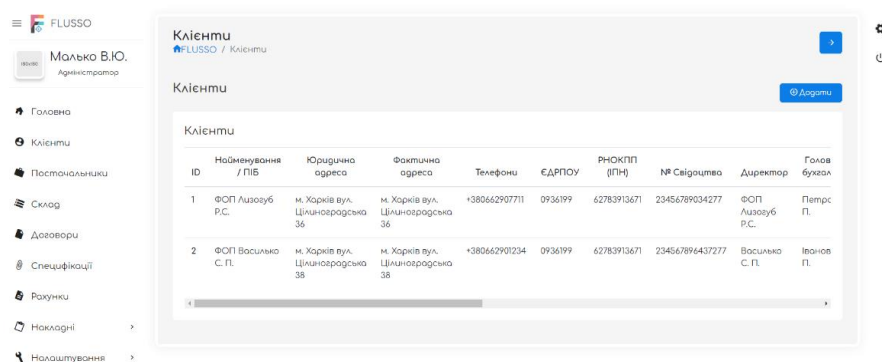 FLUSSO
Малько В.Ю.
Адміністратор
Головна
Клієнти
Постачальники
Склад
Договори
Специфікації
Рахунки
Накладні
Налаштування
Клієнти
FLUSSO / Клієнти
Клієнти
Додати
Клієнти
ID Найменування / ПІБ Юридична адреса Фактична адреса Телефони ЄДРПОУ РНОКПП (ІПН) № Свідоцтва Директор Голов бухгал
1 ФОП Лизогуб Р.С. м. Харків вул. Цілиноградська 36 м. Харків вул. Цілиноградська 36 +380662907711 0936199 62783913671 23456789034277 ФОП Лизогуб Р.С. Петрс П.
2 ФОП Василько С. П. м. Харків вул. Цілиноградська 38 м. Харків вул. Цілиноградська 38 +380662901234 0936199 62783913671 234567896437277 Василько С. П. Іванов П.